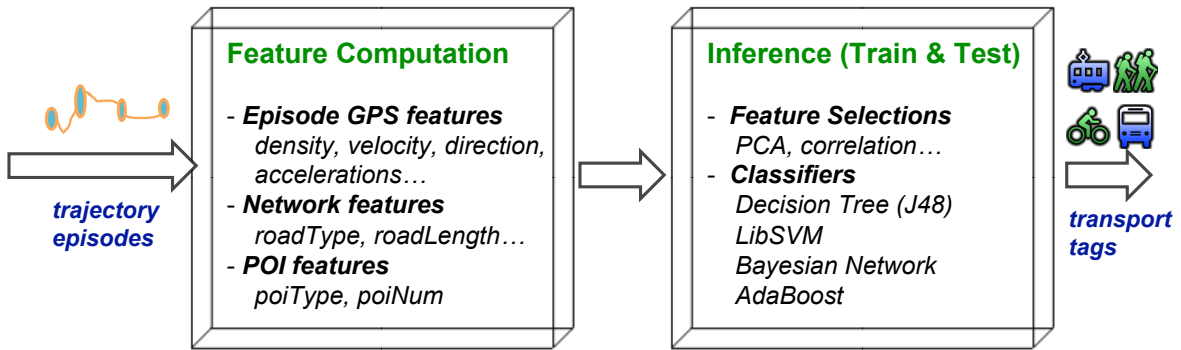 trajectory
episodes
Feature Computation
- Episode GPS features
density, velocity, direction,
accelerations…
- Network features
roadType, roadLength…
- POI features
poiType, poiNum
Inference (Train & Test)
- Feature Selections
PCA, correlation…
- Classifiers
Decision Tree (J48)
LibSVM
Bayesian Network
AdaBoost
transport
tags